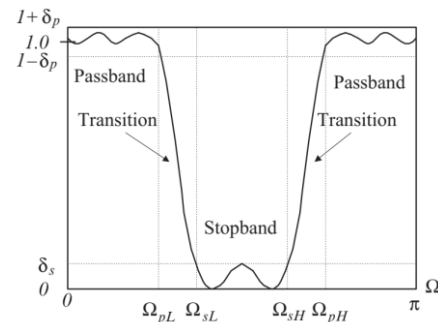 1+δp
1.0
1−δp
Passband Passband
Transition Transition
Stopband
δs
0
0 ΩpL ΩsL ΩsH ΩpH π Ω